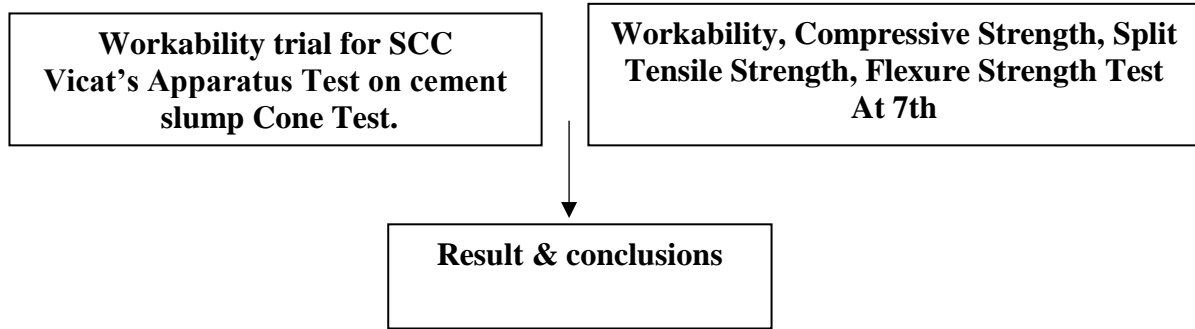 Workability trial for SCC
Vicat’s Apparatus Test on cement
slump Cone Test.
Workability, Compressive Strength, Split
Tensile Strength, Flexure Strength Test
At 7th
Result & conclusions